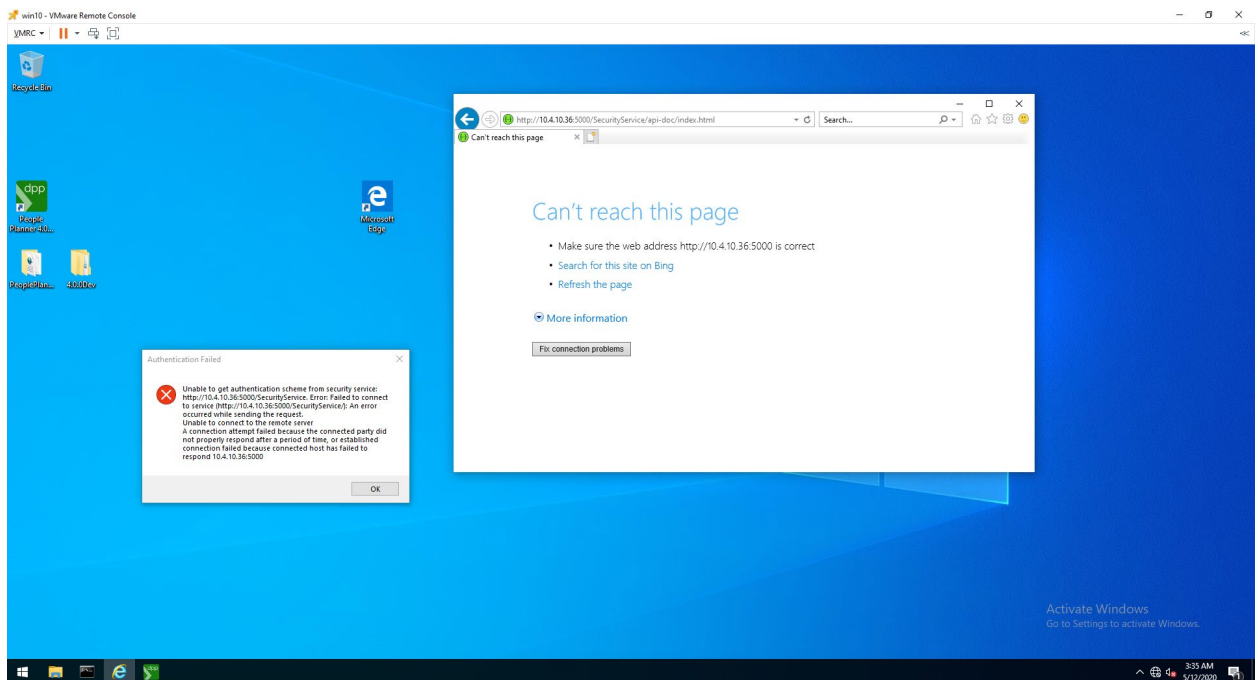 win10 - VMware Remote Console
VMRC
Recycle Bin
http://10.4.10.36:5000/SecurityService/api-doc/index.html
Search...
Can't reach this page
dpp
People
Planner 4.0...
Microsoft
Edge
PeoplePlan...
4.0.0Dev
Can't reach this page
• Make sure the web address http://10.4.10.36:5000 is correct
• Search for this site on Bing
• Refresh the page
More information
Fix connection problems
Authentication Failed
Unable to get authentication scheme from security service:
http://10.4.10.36:5000/SecurityService. Error: Failed to connect
to service (http://10.4.10.36:5000/SecurityService/): An error
occurred while sending the request.
Unable to connect to the remote server
A connection attempt failed because the connected party did
not properly respond after a period of time, or established
connection failed because connected host has failed to
respond 10.4.10.36:5000
OK
Activate Windows
Go to Settings to activate Windows.
dpp
3:35 AM
5/12/2020